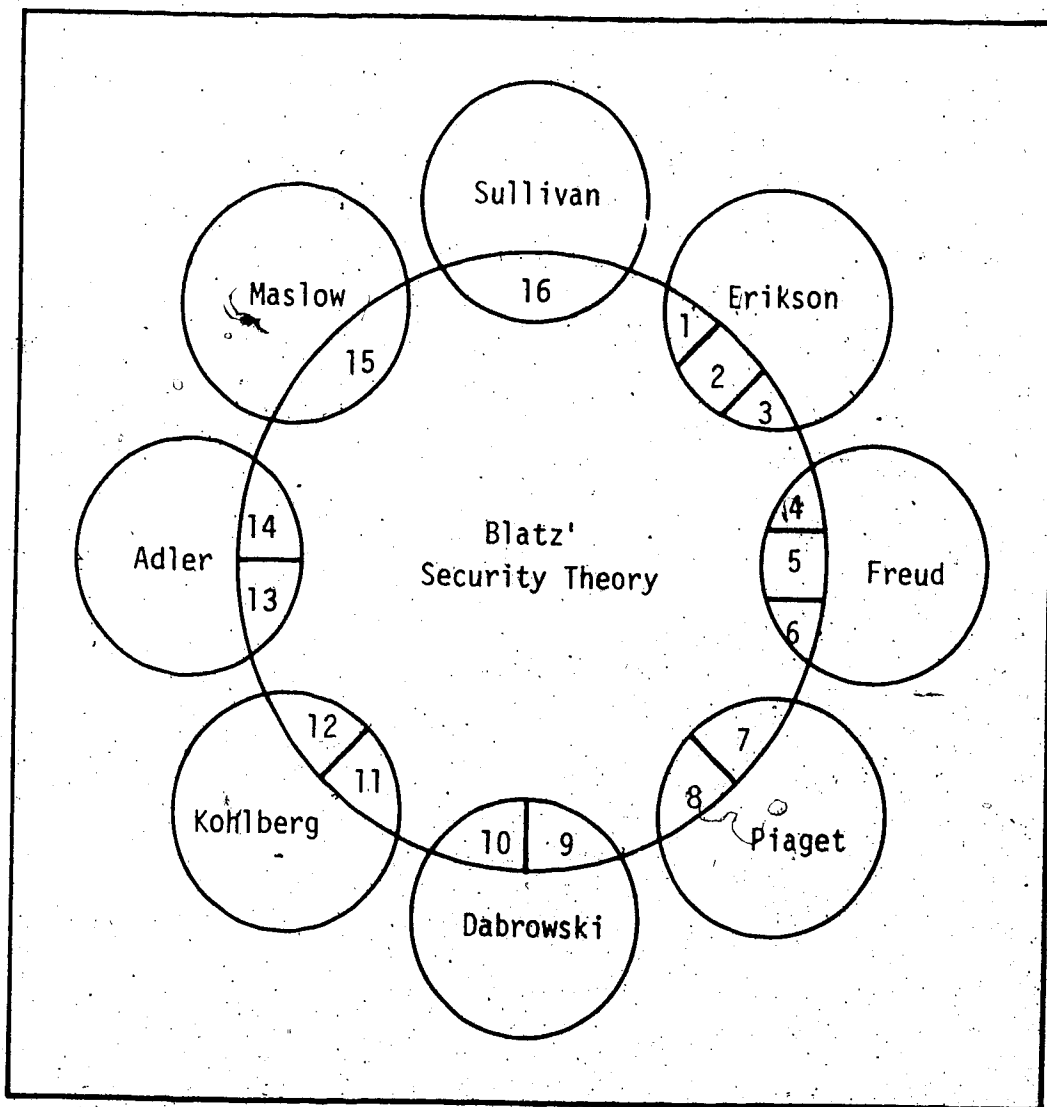 Sullivan
16
Maslow
15
Erikson
1
2
3
14
Adler
13
Blatz'
Security Theory
4
5
6
Freud
12
11
Kohlberg
7
8
Piaget
10
9
Dabrowski